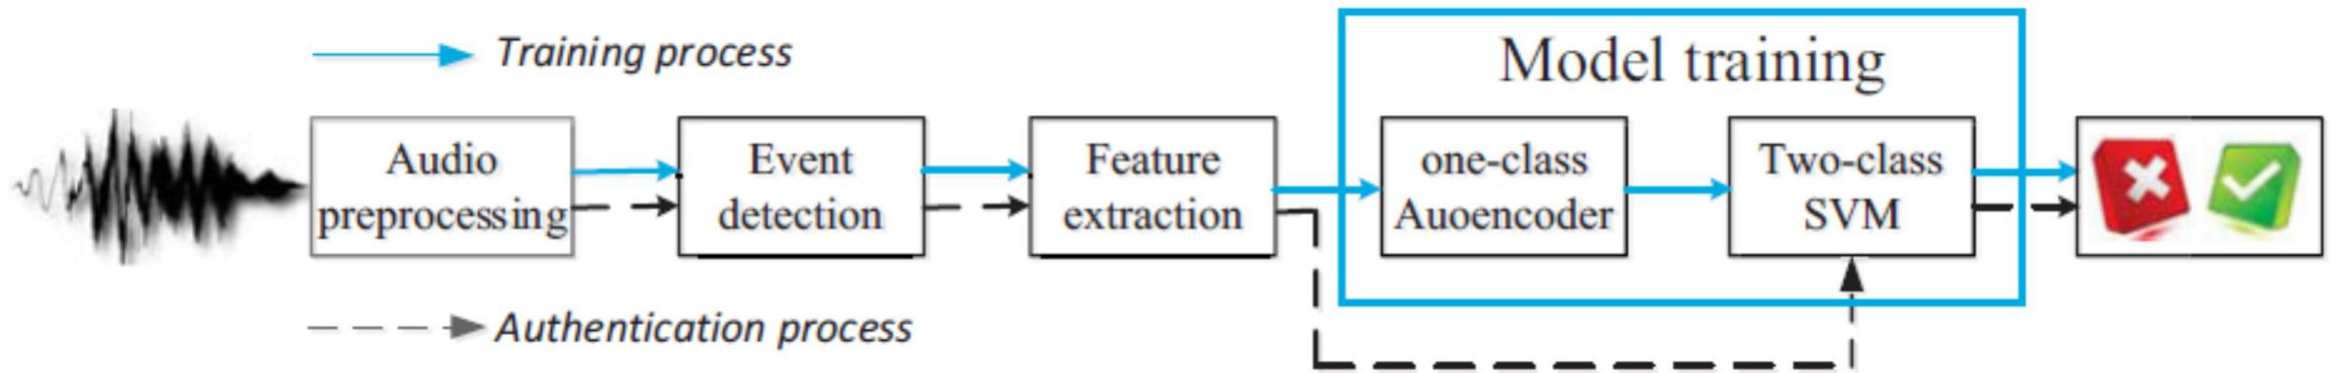 Training process
Model training
Audio
preprocessing
Event
detection
Feature
extraction
one-class
Auoencoder
Two-class
SVM
Authentication process